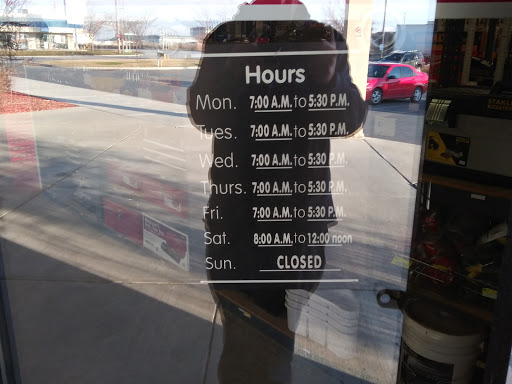 Hours
Mon. 7:00 A.M. to 5:30 P.M.
Tues. 7:00 A.M. to 5:30 P.M.
Wed. 7:00 A.M. to 5:30 P.M.
Thurs. 7:00 A.M. to 5:30 P.M.
Fri. 7:00 A.M. to 5:30 P.M.
Sat. 8:00 A.M. to 12:00 noon
Sun. CLOSED
STANLEY